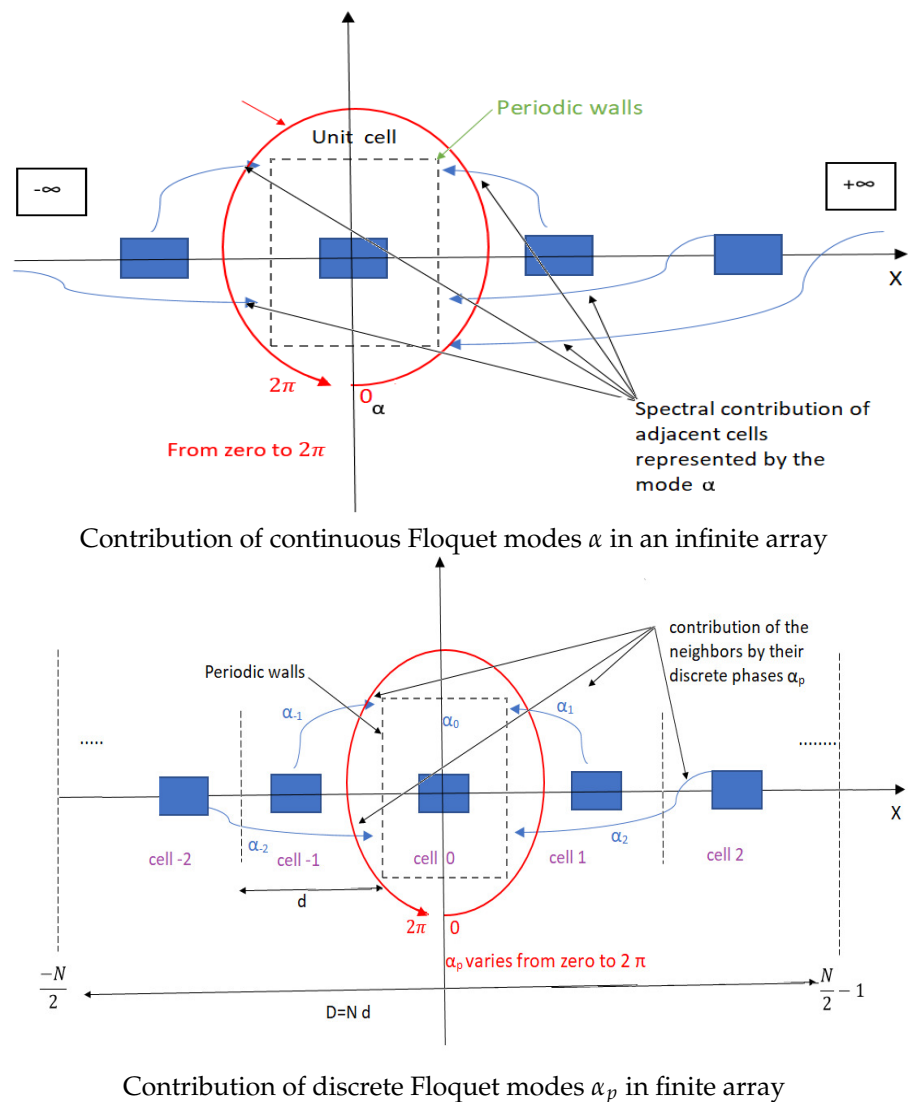 Periodic walls
Unit cell
-∞
+∞
X
2π
0
α
From zero to 2π
Spectral contribution of
adjacent cells
represented by the
mode α
Contribution of continuous Floquet modes α in an infinite array
contribution of the
neighbors by their
discrete phases αₚ
Periodic walls
α₋₁
α₀
α₁
.....
........
X
α₋₂
α₂
cell -2
cell -1
cell 0
cell 1
cell 2
d
2π
0
αₚ varies from zero to 2 π
-N/2
N/2 - 1
D=N d
Contribution of discrete Floquet modes αₚ in finite array